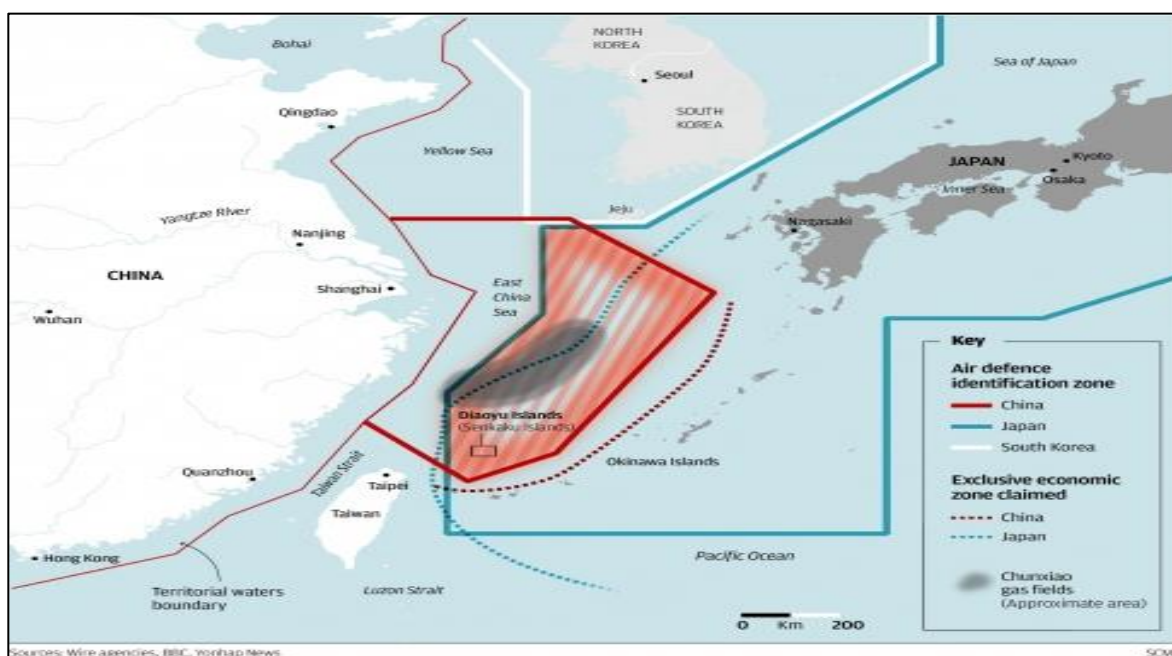 Bohai
NORTH
KOREA
Sea of Japan
Seoul
Qingdao
SOUTH
KOREA
Yellow Sea
JAPAN
Kyoto
Osaka
Inner Sea
Jeju
Yangtze River
Nagasaki
Nanjing
CHINA
East
China
Sea
Shanghai
Wuhan
Key
Air defence
identification zone
China
Japan
South Korea
Diaoyu Islands
(Senkaku Islands)
Okinawa Islands
Quanzhou
Taiwan Strait
Taipei
Taiwan
Exclusive economic
zone claimed
China
Japan
Hong Kong
Pacific Ocean
Territorial waters
boundary
Luzon Strait
Chunxiao
gas fields
(Approximate area)
0 Km 200
Sources: Wire agencies, BBC, Yonhap News